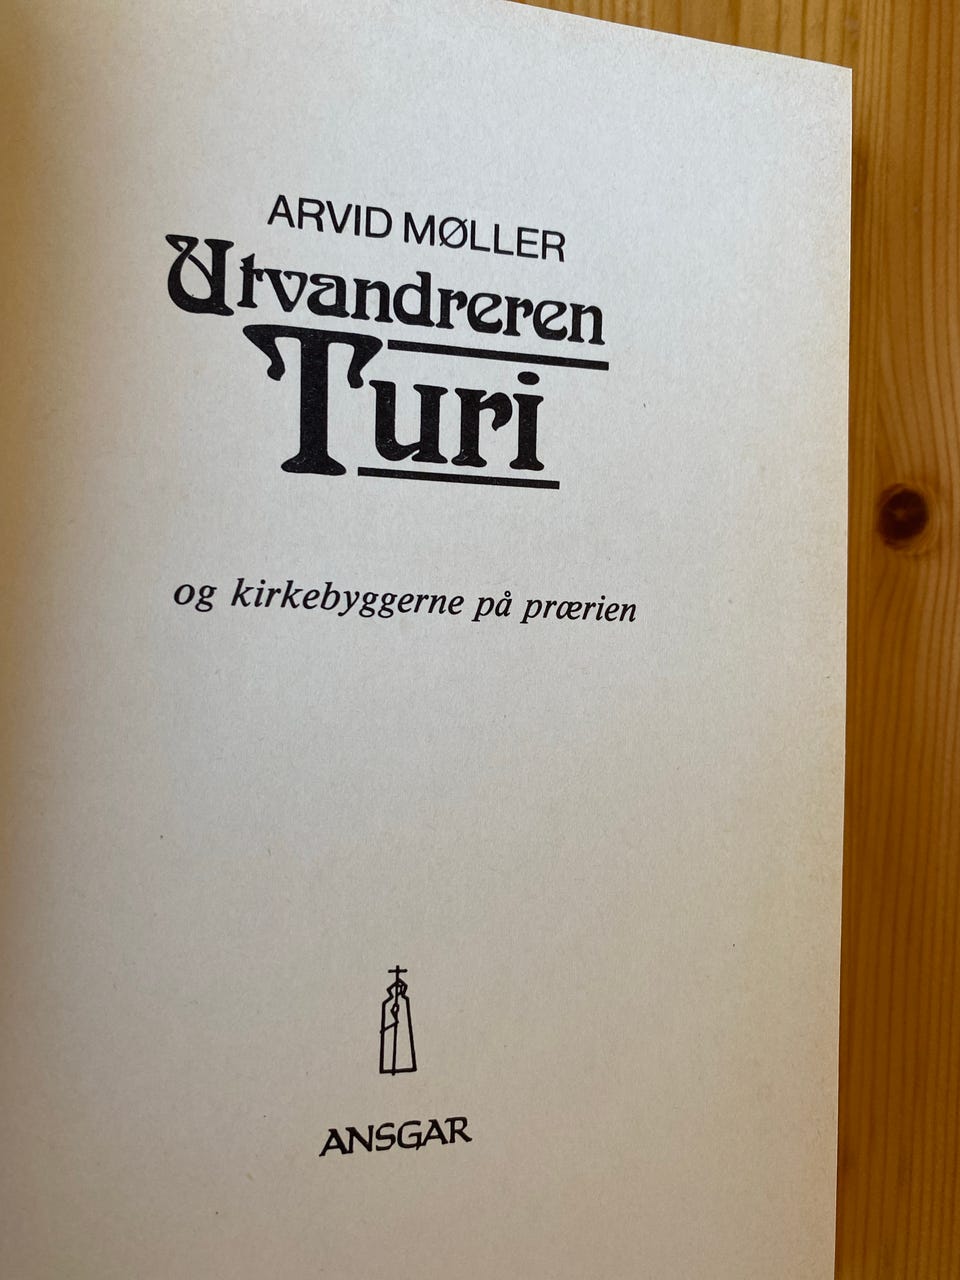 ARVID MØLLER
Utvandreren
Turi
og kirkebyggerne på prærien
ANSGAR